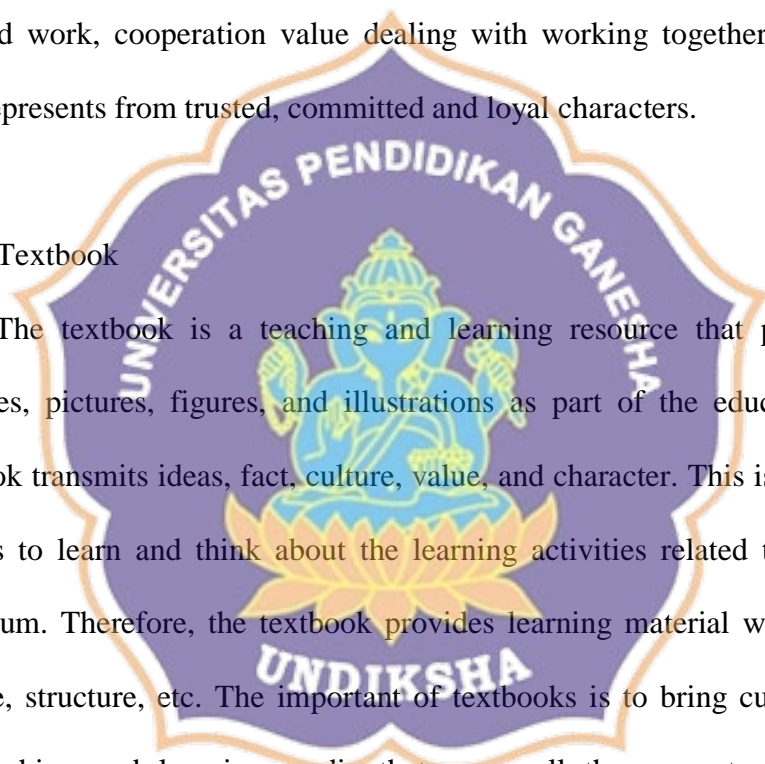 d work, cooperation value dealing with working together
epresents from trusted, committed and loyal characters.
UNIVERSITAS PENDIDIKAN GANESHA
Textbook
The textbook is a teaching and learning resource that p
es, pictures, figures, and illustrations as part of the educ
ok transmits ideas, fact, culture, value, and character. This is
s to learn and think about the learning activities related t
um. Therefore, the textbook provides learning material w
UNDIKSHA
e, structure, etc. The important of textbooks is to bring cu